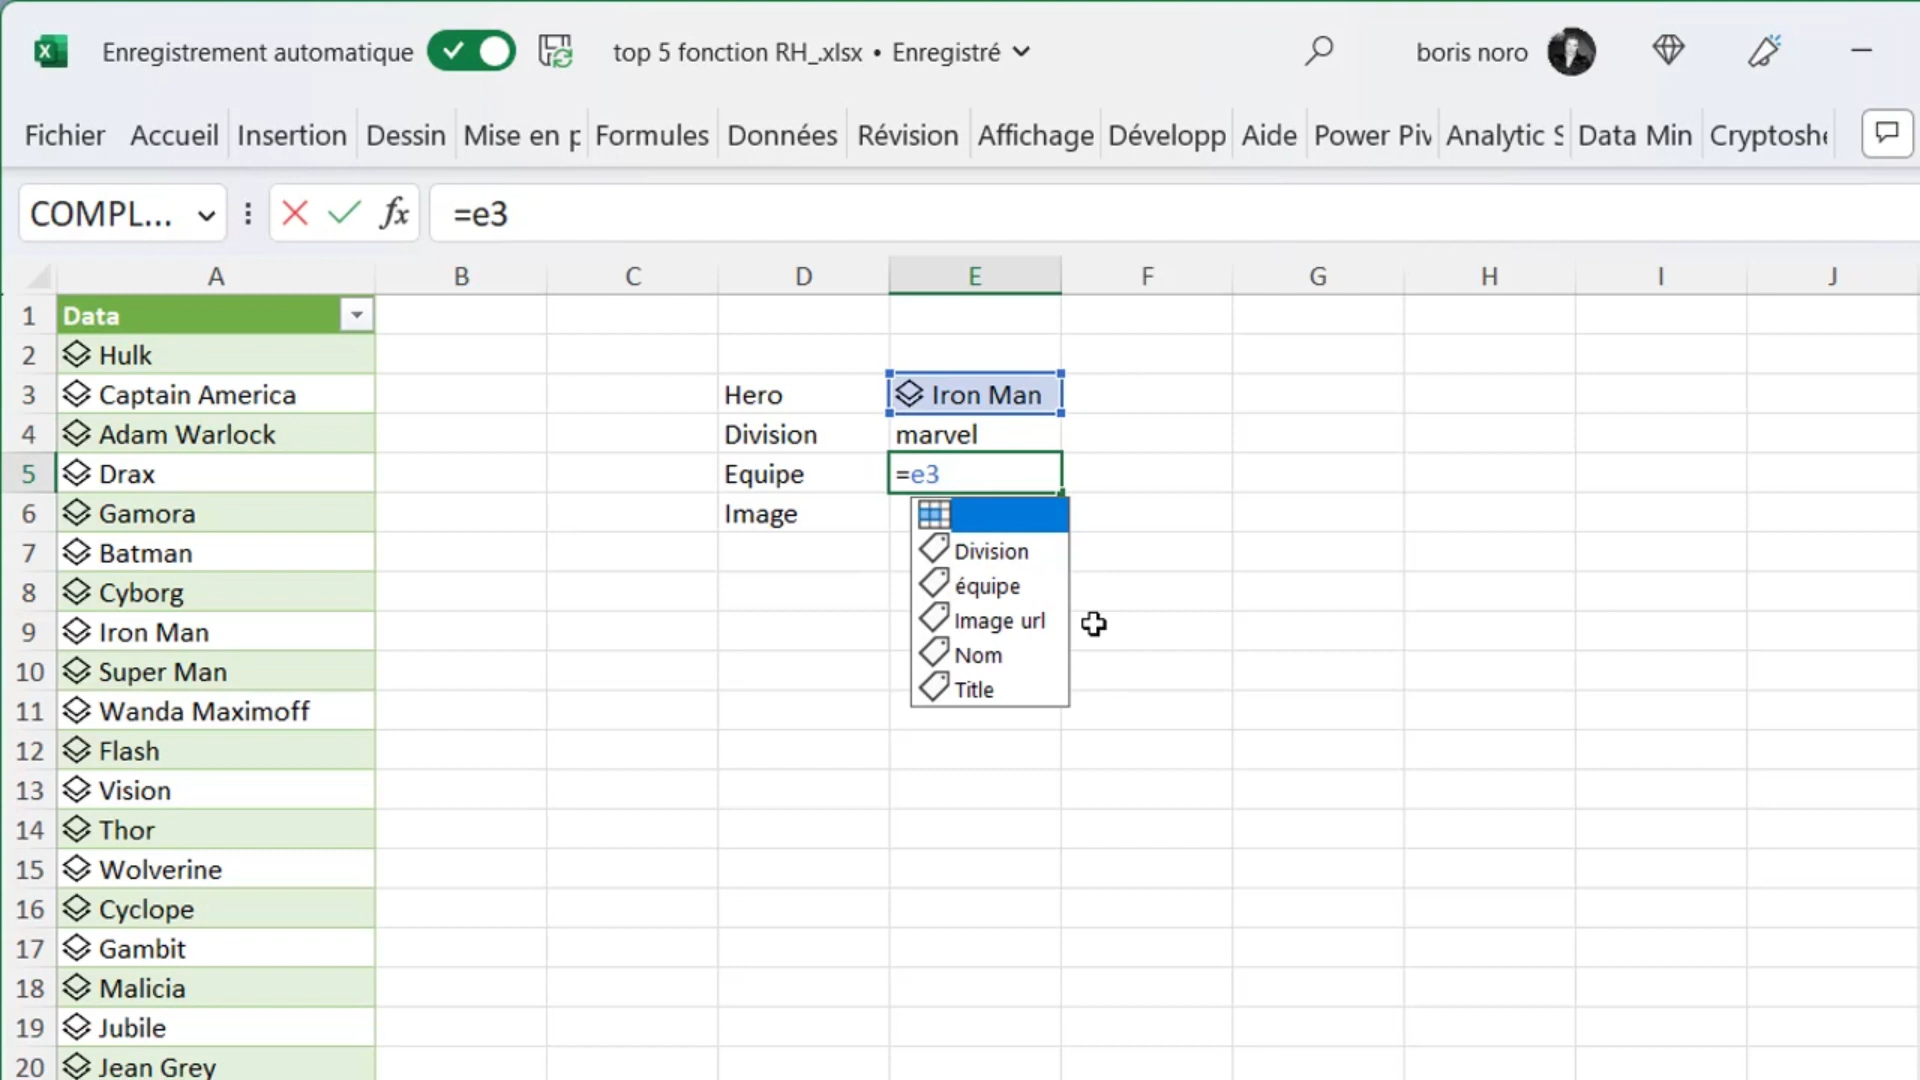 Enregistrement automatique top 5 fonction RH_.xlsx • Enregistré boris noro
Fichier Accueil Insertion Dessin Mise en p Formules Données Révision Affichage Développ Aide Power Piv Analytic S Data Min Cryptoshe
COMPL... fx =e3
A B C D E F G H I J
1 Data
2 Hulk
3 Captain America Hero Iron Man
4 Adam Warlock Division marvel
5 Drax Equipe =e3
6 Gamora Image
Division
7 Batman
équipe
8 Cyborg
Image url
9 Iron Man
Nom
10 Super Man
Title
11 Wanda Maximoff
12 Flash
13 Vision
14 Thor
15 Wolverine
16 Cyclope
17 Gambit
18 Malicia
19 Jubile
20 Jean Grey